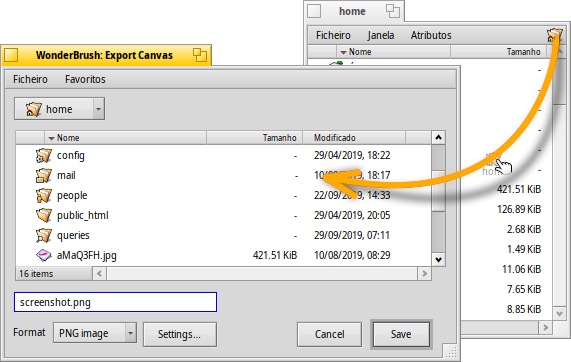 home
Ficheiro Janela Atributos
Nome Tamanho
-
-
-
-
-
421.51 KiB
126.89 KiB
2.68 KiB
1.49 KiB
11.06 KiB
7.65 KiB
8.85 KiB
WonderBrush: Export Canvas
Ficheiro Favoritos
home
Nome Tamanho Modificado
config - 29/04/2019, 18:22
mail - 18:17
people - 22/09/2019, 14:33
public_html - 29/04/2019, 20:05
queries - 29/09/2019, 07:11
aMaQ3FH.jpg 421.51 KiB 10/08/2019, 08:29
16 items
screenshot.png
Format PNG image Settings... Cancel Save